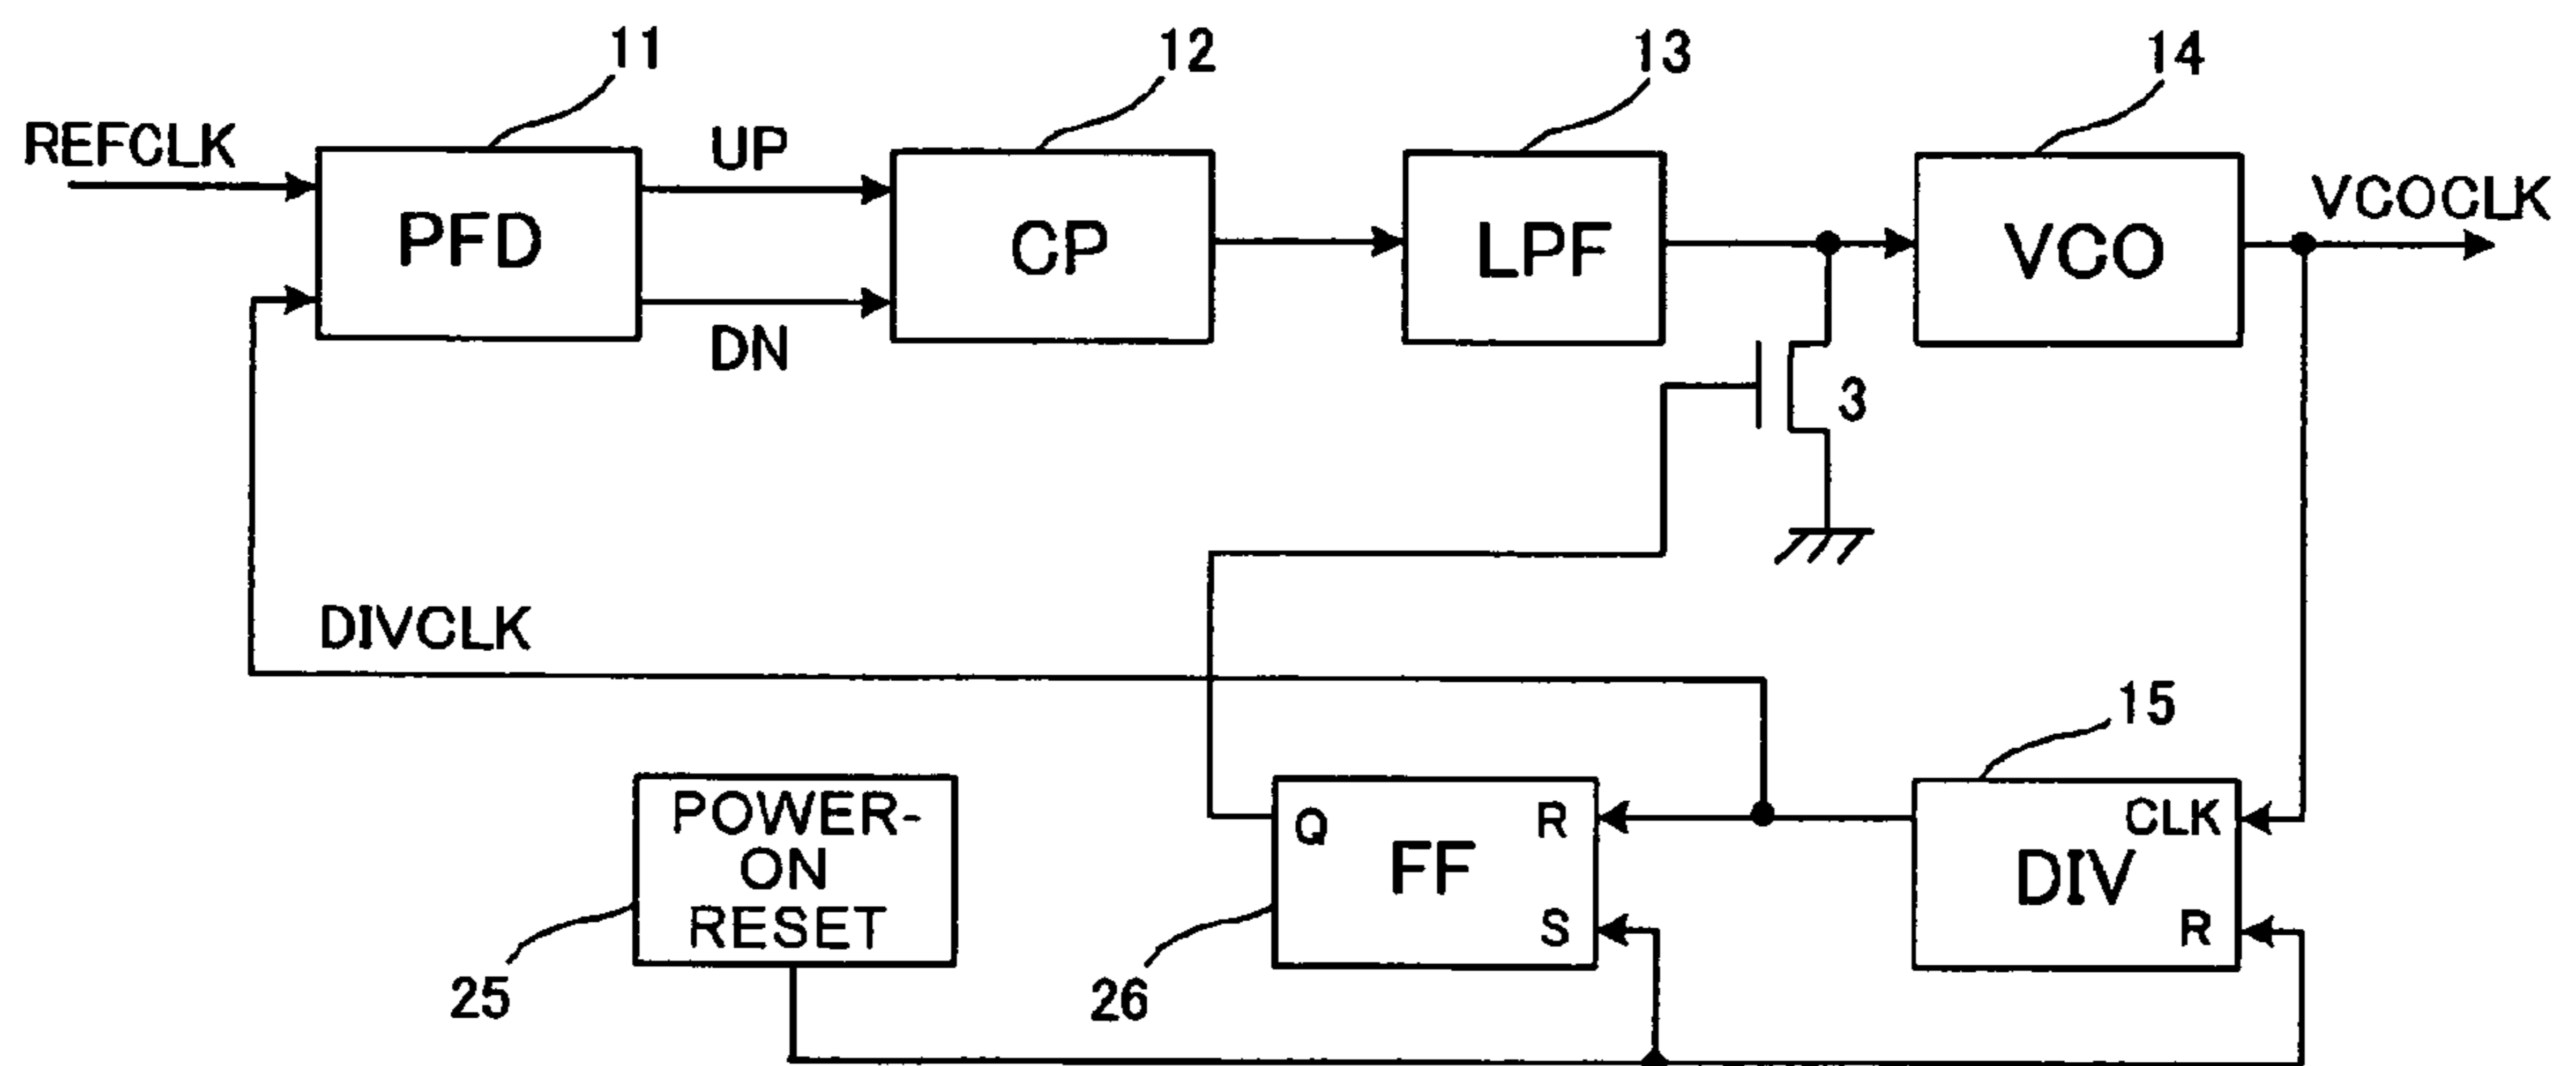 11
12
13
14
REFCLK
UP
VCOCLK
PFD
CP
LPF
VCO
DN
3
DIVCLK
15
POWER-
ON
RESET
Q
R
FF
S
CLK
DIV
R
25
26